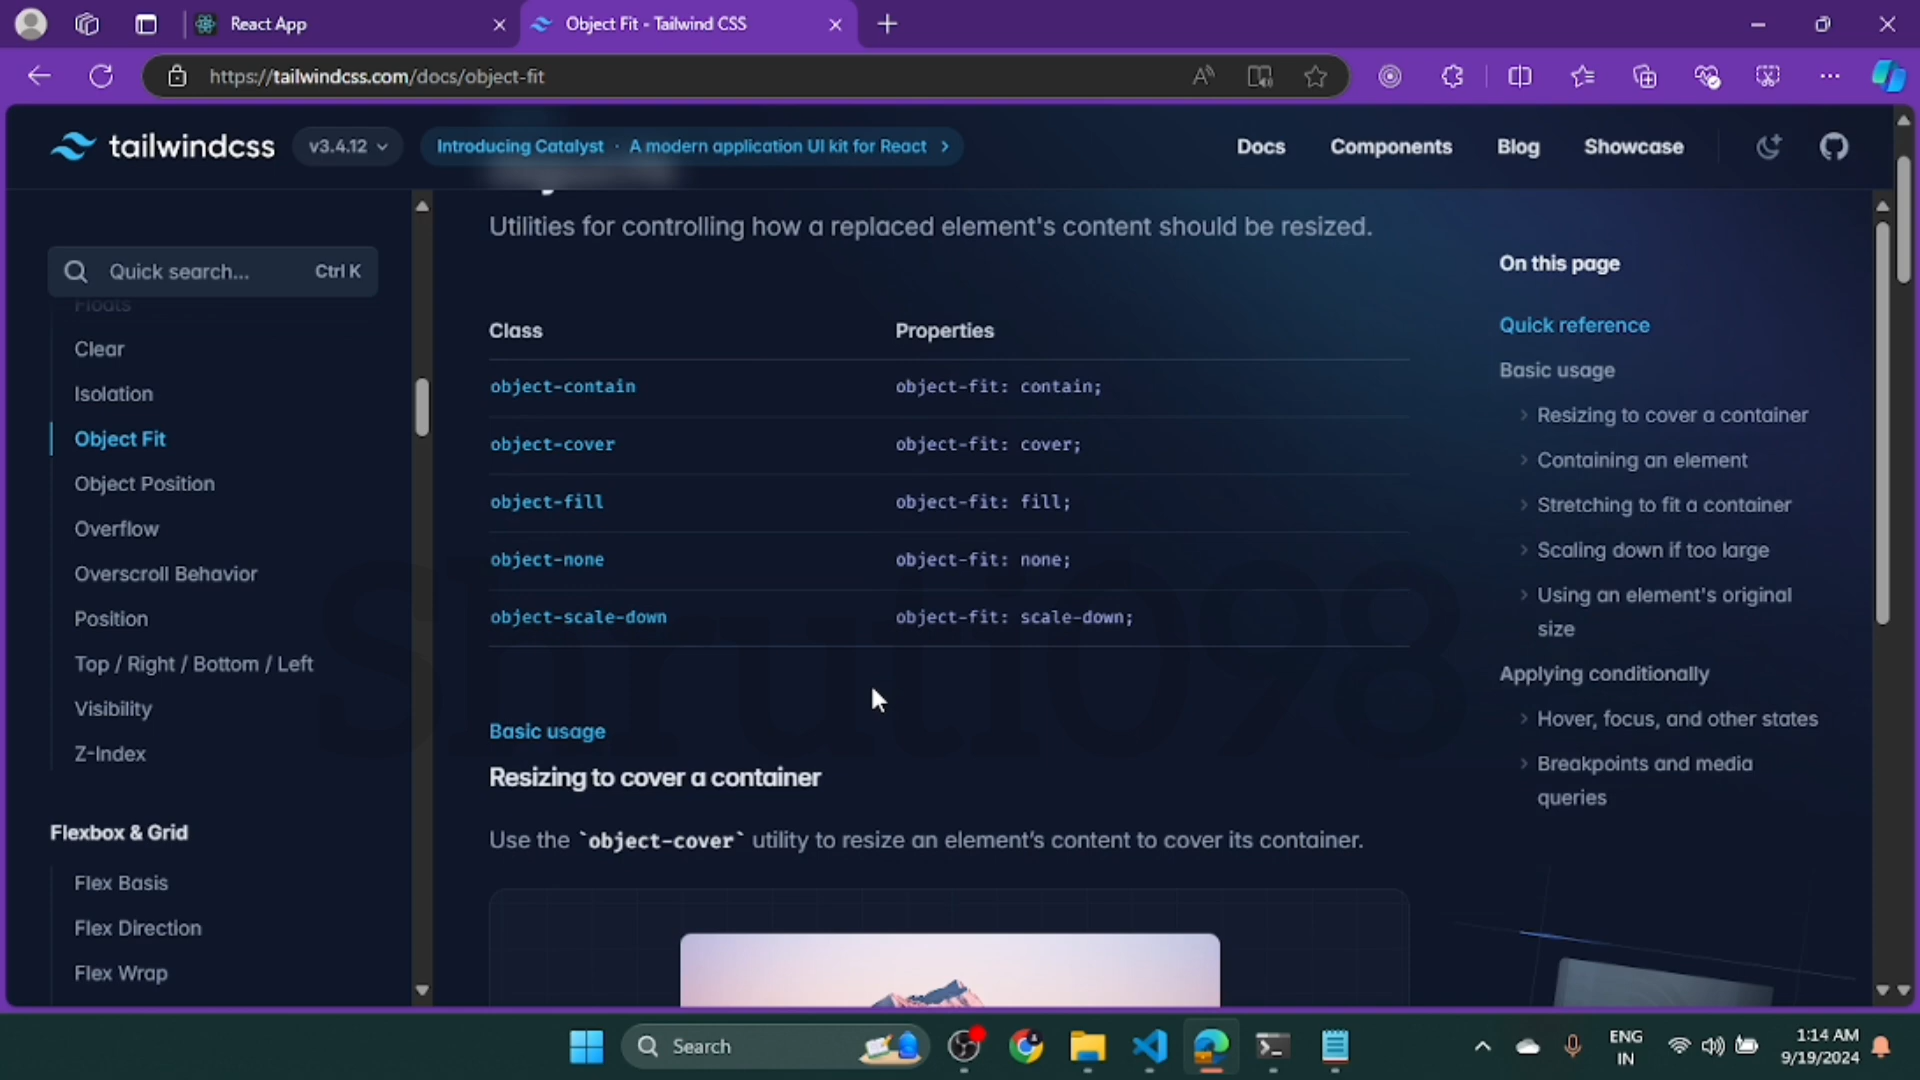 React App
Object Fit - Tailwind CSS
https://tailwindcss.com/docs/object-fit
tailwindcss
v3.4.12
Introducing Catalyst · A modern application UI kit for React
Docs
Components
Blog
Showcase
Quick search...
Ctrl K
Floats
Clear
Isolation
Object Fit
Object Position
Overflow
Overscroll Behavior
Position
Top / Right / Bottom / Left
Visibility
Z-Index
Flexbox & Grid
Flex Basis
Flex Direction
Flex Wrap
Utilities for controlling how a replaced element's content should be resized.
Class Properties
object-contain object-fit: contain;
object-cover object-fit: cover;
object-fill object-fit: fill;
object-none object-fit: none;
object-scale-down object-fit: scale-down;
Basic usage
Resizing to cover a container
Use the `object-cover` utility to resize an element's content to cover its container.
On this page
Quick reference
Basic usage
Resizing to cover a container
Containing an element
Stretching to fit a container
Scaling down if too large
Using an element's original
size
Applying conditionally
Hover, focus, and other states
Breakpoints and media
queries
Search
ENG
IN
1:14 AM
9/19/2024